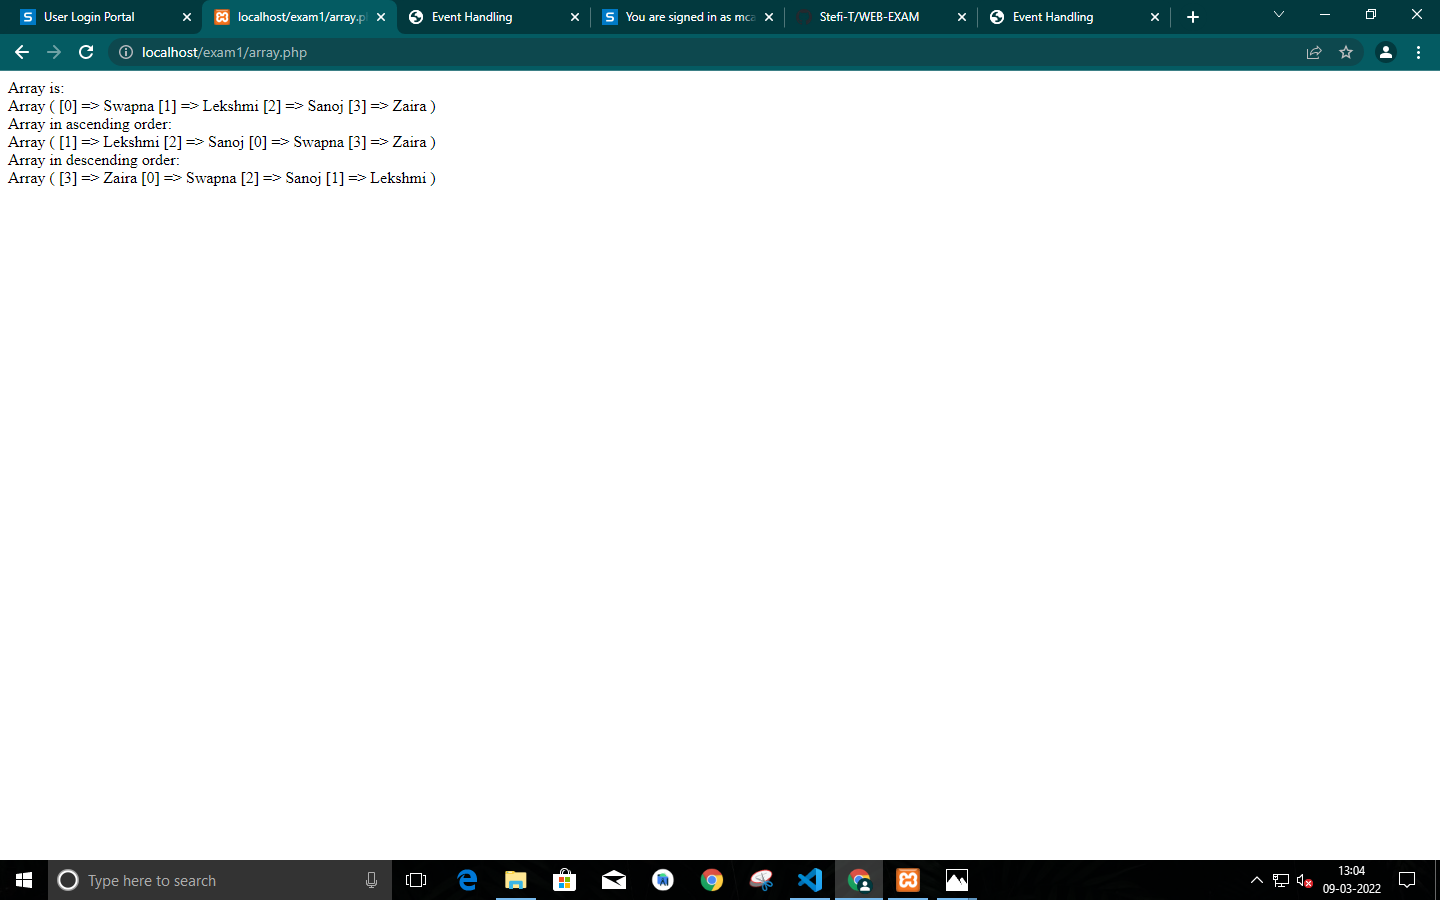 User Login Portal
localhost/exam1/array.p
Event Handling
You are signed in as mca
Stefi-T/WEB-EXAM
Event Handling
localhost/exam1/array.php
Array is:
Array ( [0] => Swapna [1] => Lekshmi [2] => Sanoj [3] => Zaira )
Array in ascending order:
Array ( [1] => Lekshmi [2] => Sanoj [0] => Swapna [3] => Zaira )
Array in descending order:
Array ( [3] => Zaira [0] => Swapna [2] => Sanoj [1] => Lekshmi )
Type here to search
13:04
09-03-2022